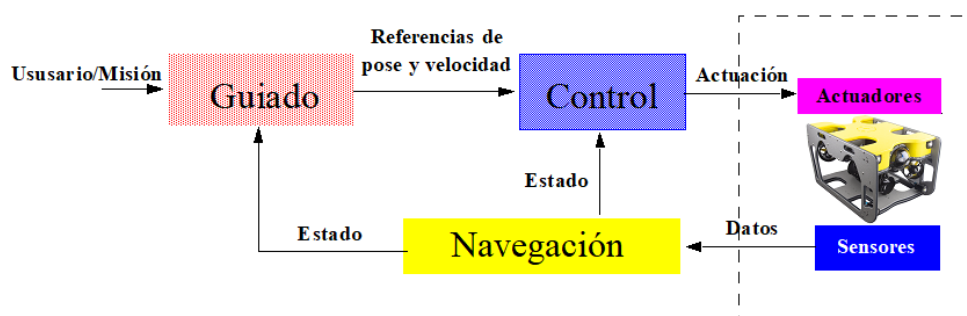 Ususario/Misión
Guiado
Referencias de
pose y velocidad
Control
Actuación
Actuadores
Estado
Estado
Navegación
Datos
Sensores